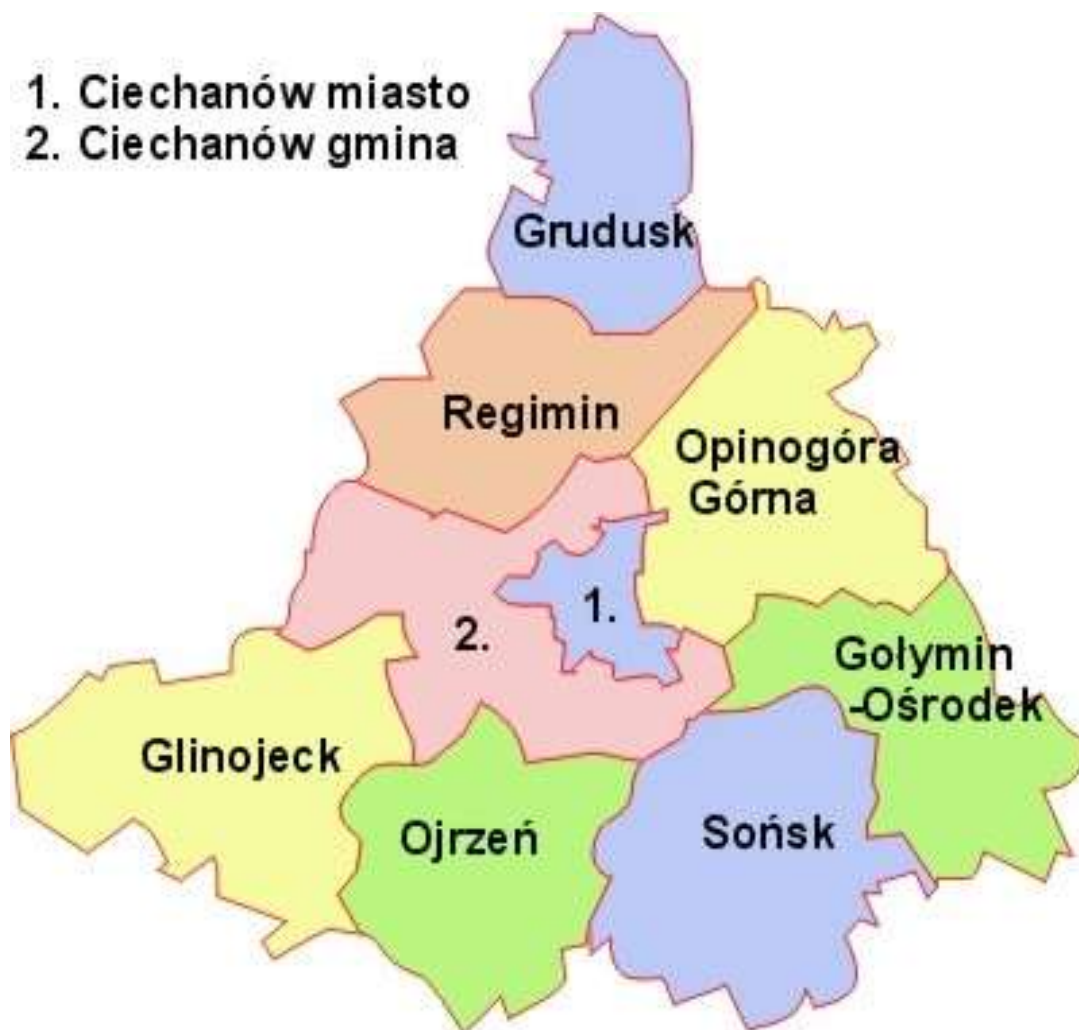 1. Ciechanów miasto
2. Ciechanów gmina
Grudusk
Regimin
Opinogóra
Górna
1.
2.
Gołymin
-Ośrodek
Glinojeck
Ojrzeń
Sońsk